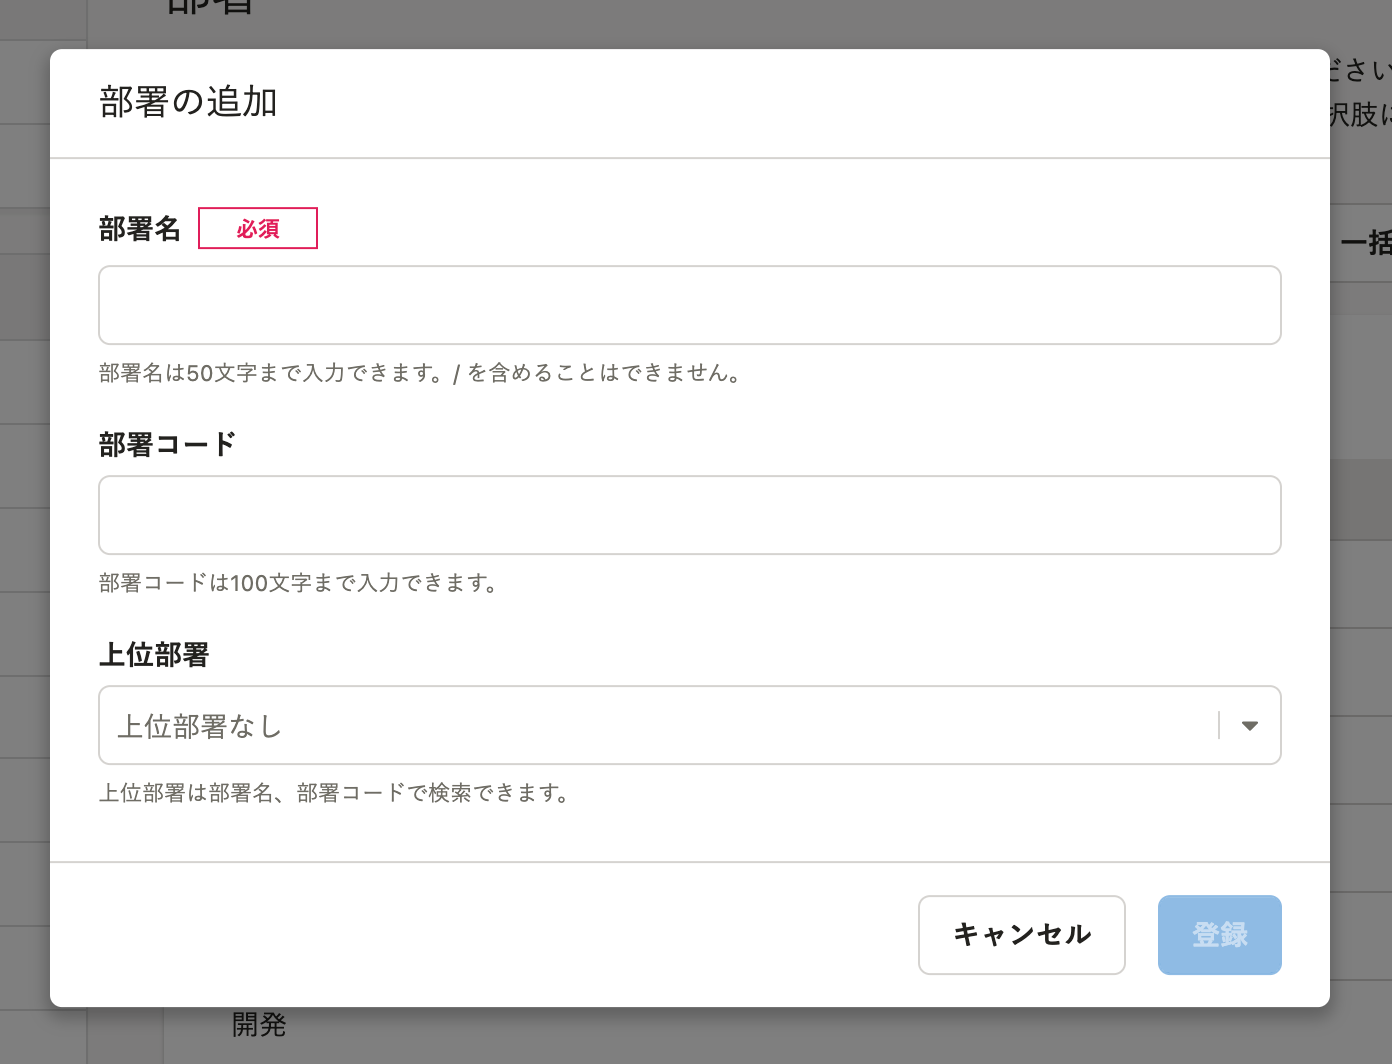 部署
ださい
択肢に
一括
部署の追加
部署名 必須
部署名は50文字まで入力できます。/ を含めることはできません。
部署コード
部署コードは100文字まで入力できます。
上位部署
上位部署なし
上位部署は部署名、部署コードで検索できます。
キャンセル 登録
開発